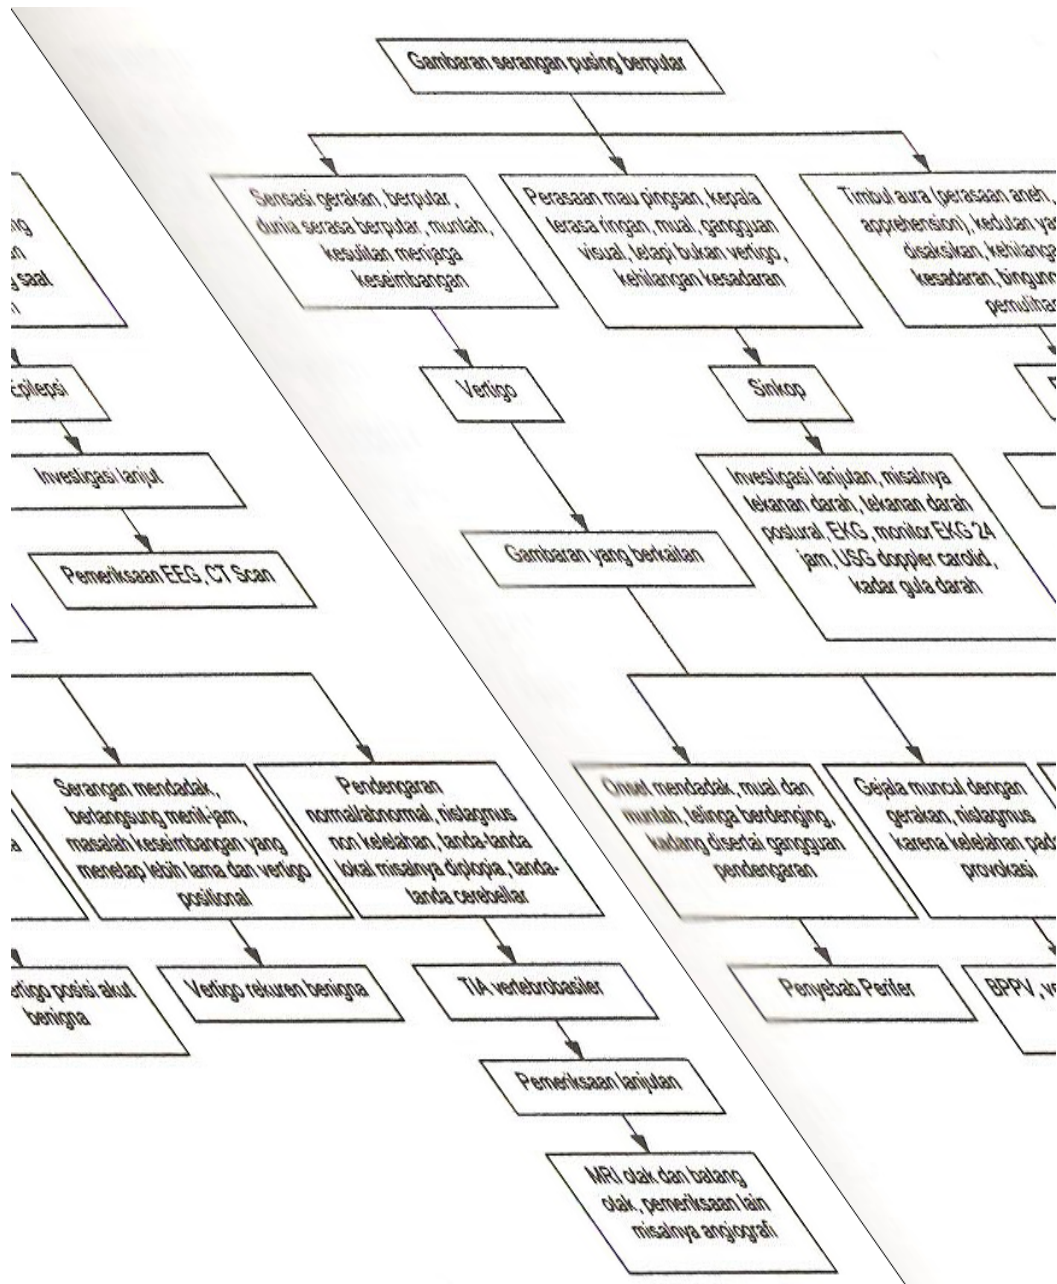 Gambaran serangan pusing berputar
Sensasi gerakan, berputar,
dunia serasa berputar, muntah,
kesulitan menjaga
keseimbangan
Perasaan mau pingsan, kepala
terasa ringan, mual, gangguan
visual, tetapi bukan vertigo,
kehilangan kesadaran
Timbul aura (perasaan aneh,
apprehension), kedutan
disaksikan,
kesadaran,
saat
Vertigo
Sinkop
Epilepsi
Investigasi lanjut
Pemeriksaan EEG, CT Scan
Investigasi lanjutan, misalnya
tekanan darah, tekanan darah
postural, EKG, monitor EKG 24
jam, USG doppler carotid,
kadar gula darah
Gambaran yang berkaitan
Onset mendadak, mual dan
muntah, telinga berdenging,
kadang disertai gangguan
pendengaran
Gejala muncul dengan
gerakan, nistagmus
karena kelelahan
provokasi
Serangan mendadak,
berlangsung menit-jam,
masalah keseimbangan yang
menetap lebih lama dan vertigo
positional
Pendengaran
normal/abnormal, nistagmus
non kelelahan, tanda-tanda
lokal misalnya diplopia, tanda-
tanda cerebellar
Penyebab Perifer
BPPV,
posisi akut
benigna
Vertigo rekuren benigna
TIA vertebrobasiler
Pemeriksaan lanjutan
MRI otak dan batang
otak, pemeriksaan lain
misalnya angiografi